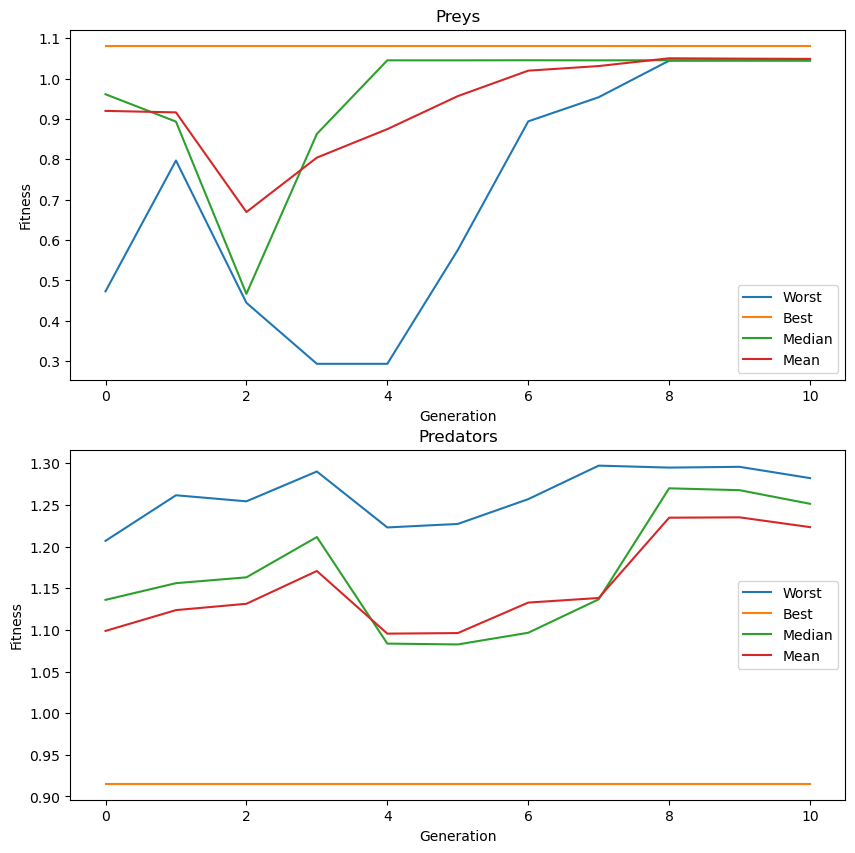 Preys
1.1
1.0
0.9
0.8
0.7
0.6
0.5
0.4
0.3
Fitness
Worst
Best
Median
Mean
0 2 4 6 8 10
Generation
Predators
1.30
1.25
1.20
1.15
1.10
1.05
1.00
0.95
0.90
Fitness
Worst
Best
Median
Mean
0 2 4 6 8 10
Generation